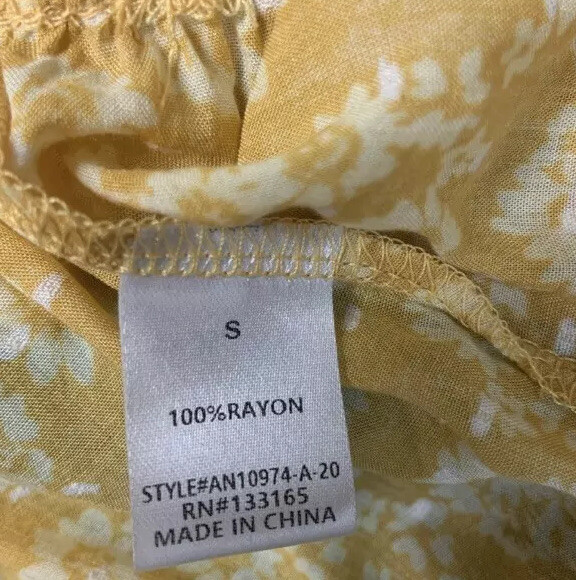 S
100%RAYON
STYLE#AN10974-A-20
RN#133165
MADE IN CHINA